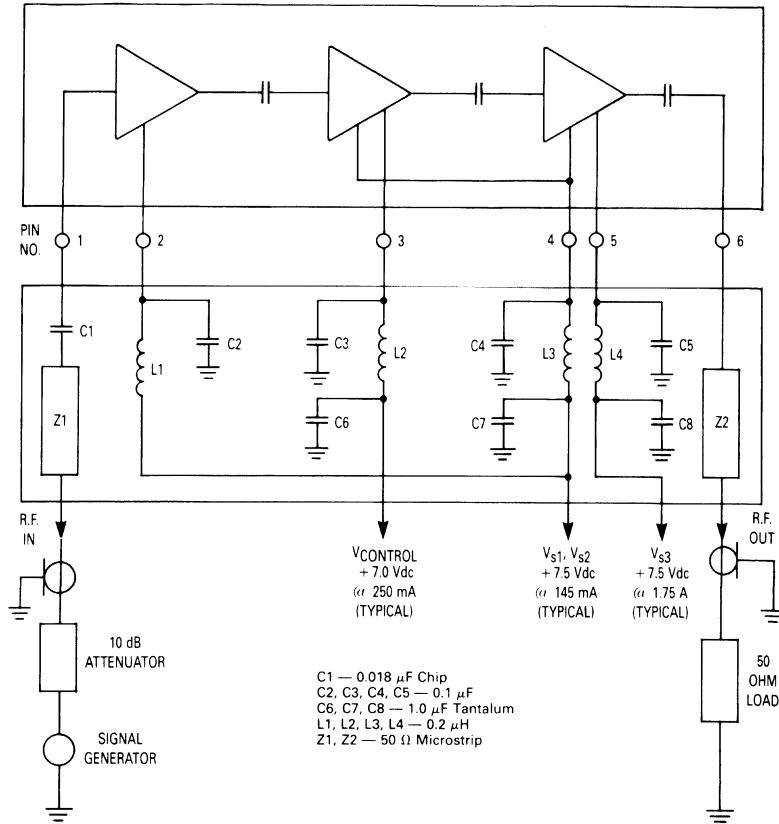 PIN
NO.
1
2
3
4
5
6
C1
C2
C3
C4
C5
L1
L2
L3
L4
Z1
C6
C7
C8
Z2
R.F.
IN
R.F.
OUT
VCONTROL
+ 7.0 Vdc
@ 250 mA
(TYPICAL)
Vs1, Vs2
+ 7.5 Vdc
@ 145 mA
(TYPICAL)
Vs3
+ 7.5 Vdc
@ 1.75 A
(TYPICAL)
10 dB
ATTENUATOR
SIGNAL
GENERATOR
50
OHM
LOAD
C1 — 0.018 μF Chip
C2, C3, C4, C5 — 0.1 μF
C6, C7, C8 — 1.0 μF Tantalum
L1, L2, L3, L4 — 0.2 μH
Z1, Z2 — 50 Ω Microstrip